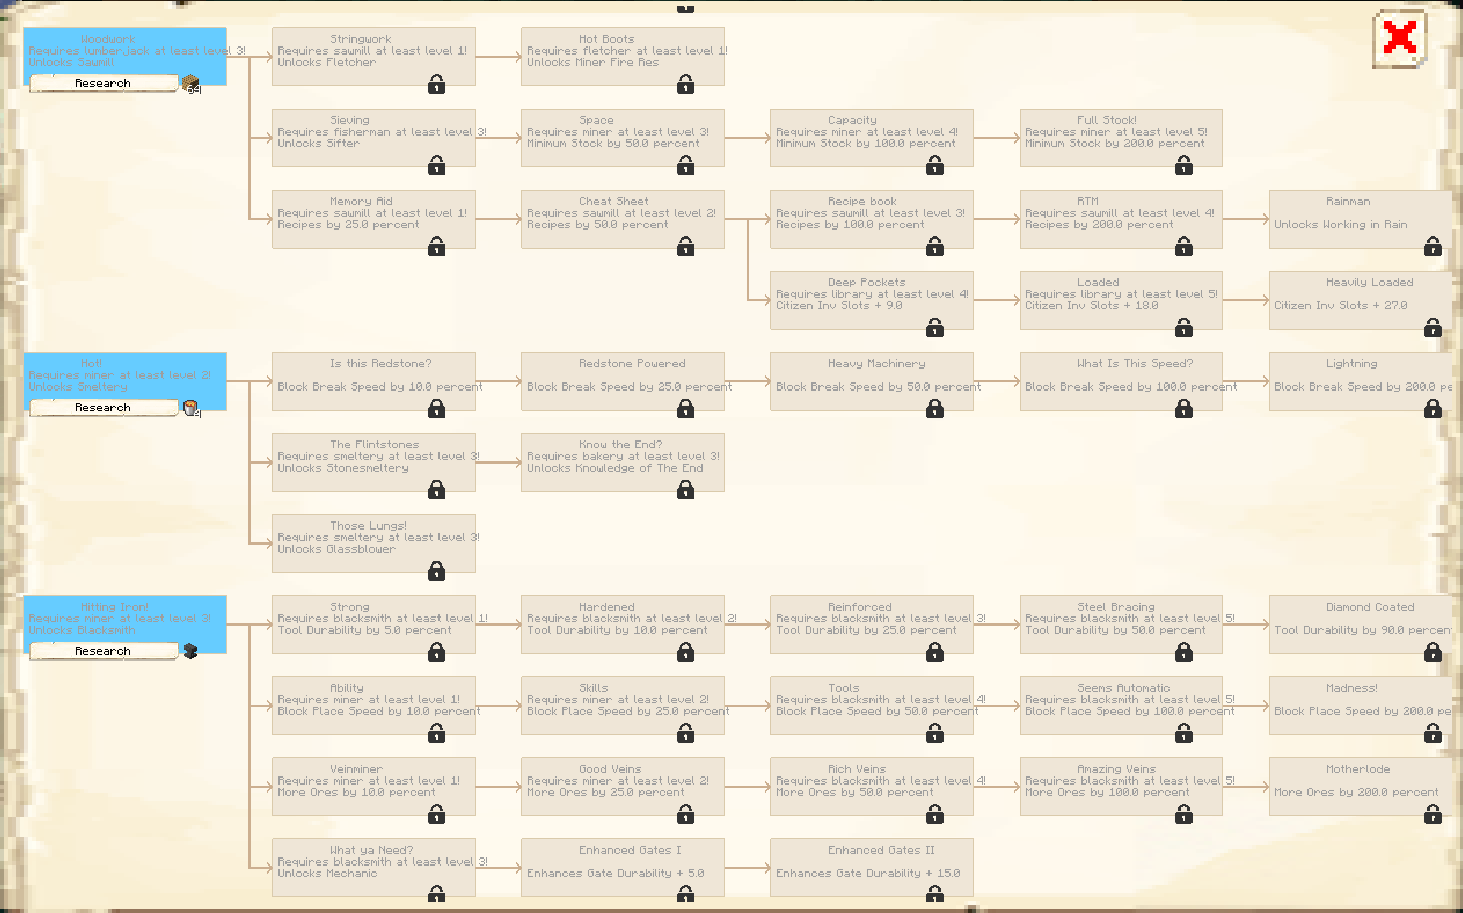 Woodwork
Requires lumberjack at least level 3!
Unlocks Sawmill
Research
64
Stringwork
Requires sawmill at least level 1!
Unlocks Fletcher
Hot Boots
Requires fletcher at least level 1!
Unlocks Miner Fire Res
Sieving
Requires fisherman at least level 3!
Unlocks Sifter
Space
Requires miner at least level 3!
Minimum Stock by 50.0 percent
Capacity
Requires miner at least level 4!
Minimum Stock by 100.0 percent
Full Stock!
Requires miner at least level 5!
Minimum Stock by 200.0 percent
Memory Aid
Requires sawmill at least level 1!
Recipes by 25.0 percent
Cheat Sheet
Requires sawmill at least level 2!
Recipes by 50.0 percent
Recipe book
Requires sawmill at least level 3!
Recipes by 100.0 percent
RTM
Requires sawmill at least level 4!
Recipes by 200.0 percent
Rainman
Unlocks Working in Rain
Deep Pockets
Requires library at least level 4!
Citizen Inv Slots + 9.0
Loaded
Requires library at least level 5!
Citizen Inv Slots + 18.0
Heavily Loaded
Citizen Inv Slots + 27.0
Hot!
Requires miner at least level 2!
Unlocks Smeltery
Research
Is this Redstone?
Block Break Speed by 10.0 percent
Redstone Powered
Block Break Speed by 25.0 percent
Heavy Machinery
Block Break Speed by 50.0 percent
What Is This Speed?
Block Break Speed by 100.0 percent
Lightning
Block Break Speed by 200.0 pe
The Flintstones
Requires smeltery at least level 3!
Unlocks Stonesmeltery
Know the End?
Requires bakery at least level 3!
Unlocks Knowledge of The End
Those Lungs!
Requires smeltery at least level 3!
Unlocks Glassblower
Hitting Iron!
Requires miner at least level 3!
Unlocks Blacksmith
Research
Strong
Requires blacksmith at least level 1!
Tool Durability by 5.0 percent
Hardened
Requires blacksmith at least level 2!
Tool Durability by 10.0 percent
Reinforced
Requires blacksmith at least level 3!
Tool Durability by 25.0 percent
Steel Bracing
Requires blacksmith at least level 5!
Tool Durability by 50.0 percent
Diamond Coated
Tool Durability by 90.0 percen
Ability
Requires miner at least level 1!
Block Place Speed by 10.0 percent
Skills
Requires miner at least level 2!
Block Place Speed by 25.0 percent
Tools
Requires blacksmith at least level 4!
Block Place Speed by 50.0 percent
Seems Automatic
Requires blacksmith at least level 5!
Block Place Speed by 100.0 percent
Madness!
Block Place Speed by 200.0 pe
Veinminer
Requires miner at least level 1!
More Ores by 10.0 percent
Good Veins
Requires miner at least level 2!
More Ores by 25.0 percent
Rich Veins
Requires blacksmith at least level 4!
More Ores by 50.0 percent
Amazing Veins
Requires blacksmith at least level 5!
More Ores by 100.0 percent
Motherlode
More Ores by 200.0 percent
What ya Need?
Requires blacksmith at least level 3!
Unlocks Mechanic
Enhanced Gates I
Enhances Gate Durability + 5.0
Enhanced Gates II
Enhances Gate Durability + 15.0